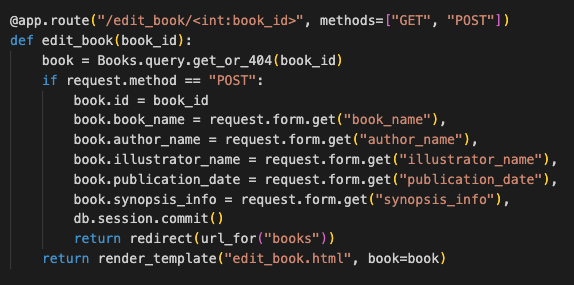 @app.route("/edit_book/<int:book_id>", methods=["GET", "POST"])
def edit_book(book_id):
    book = Books.query.get_or_404(book_id)
    if request.method == "POST":
        book.id = book_id
        book.book_name = request.form.get("book_name"),
        book.author_name = request.form.get("author_name"),
        book.illustrator_name = request.form.get("illustrator_name"),
        book.publication_date = request.form.get("publication_date"),
        book.synopsis_info = request.form.get("synopsis_info"),
        db.session.commit()
        return redirect(url_for("books"))
    return render_template("edit_book.html", book=book)